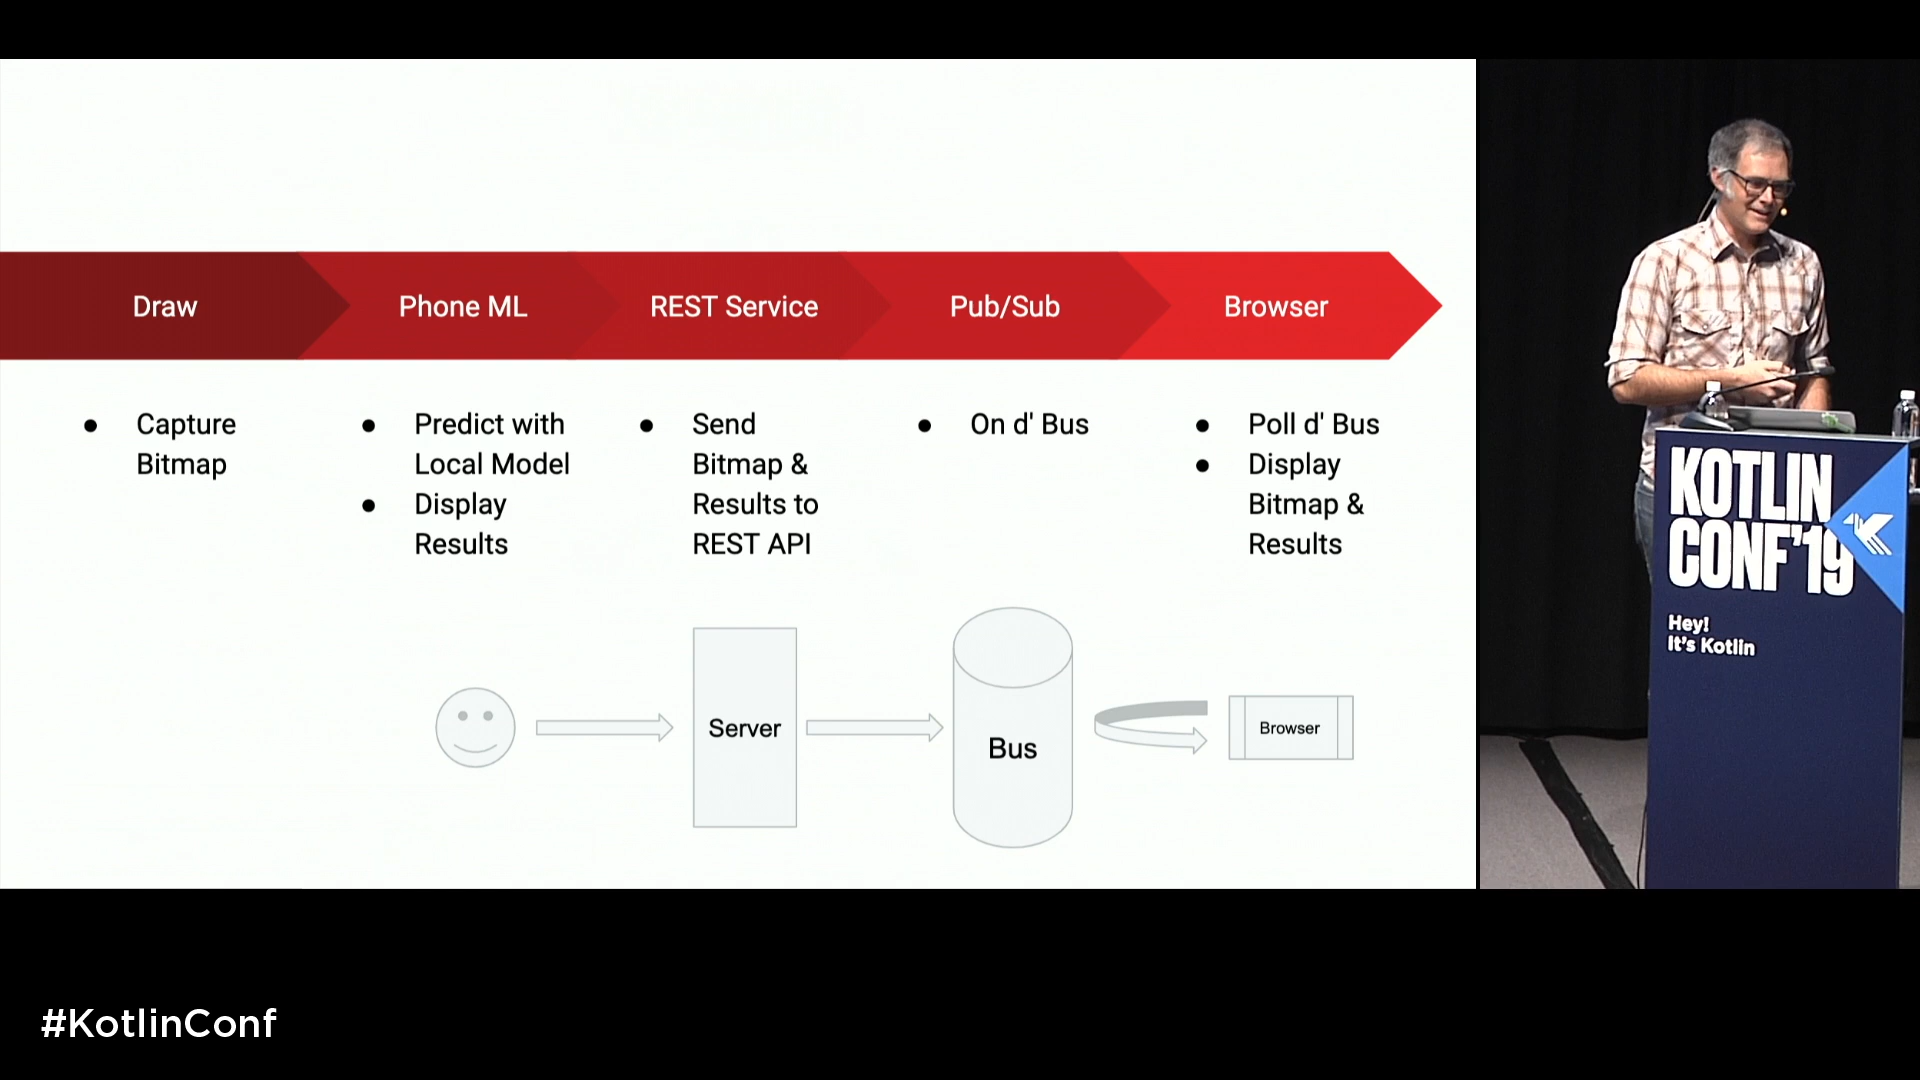 Draw
Phone ML
REST Service
Pub/Sub
Browser
Capture
Bitmap
Predict with
Local Model
Display
Results
Send
Bitmap &
Results to
REST API
On d' Bus
Poll d' Bus
Display
Bitmap &
Results
Server
Bus
Browser
KOTLIN
CONF'19
Hey!
It's Kotlin
#KotlinConf